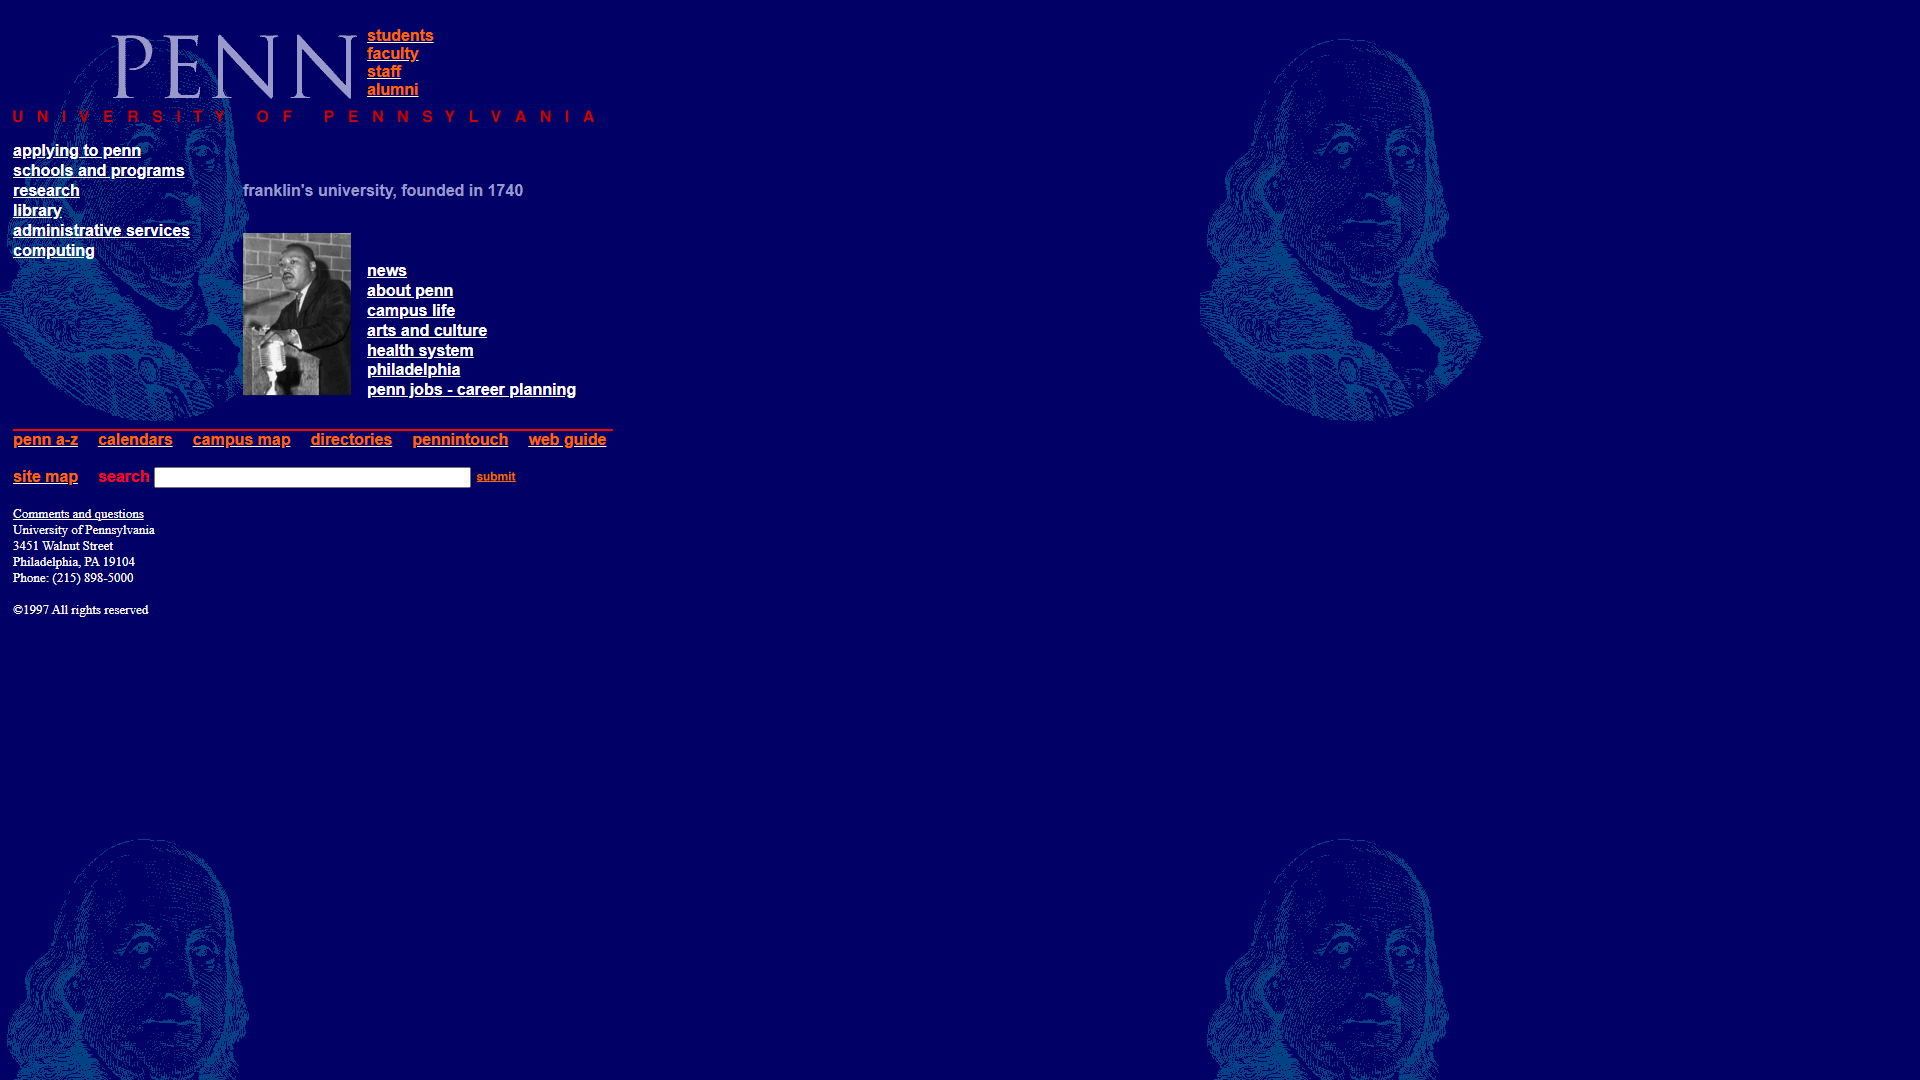 PENN
students
faculty
staff
alumni
UNIVERSITY OF PENNSYLVANIA
applying to penn
schools and programs
research
library
administrative services
computing
franklin's university, founded in 1740
news
about penn
campus life
arts and culture
health system
philadelphia
penn jobs - career planning
penn a-z calendars campus map directories pennintouch web guide
site map search submit
Comments and questions
University of Pennsylvania
3451 Walnut Street
Philadelphia, PA 19104
Phone: (215) 898-5000
©1997 All rights reserved